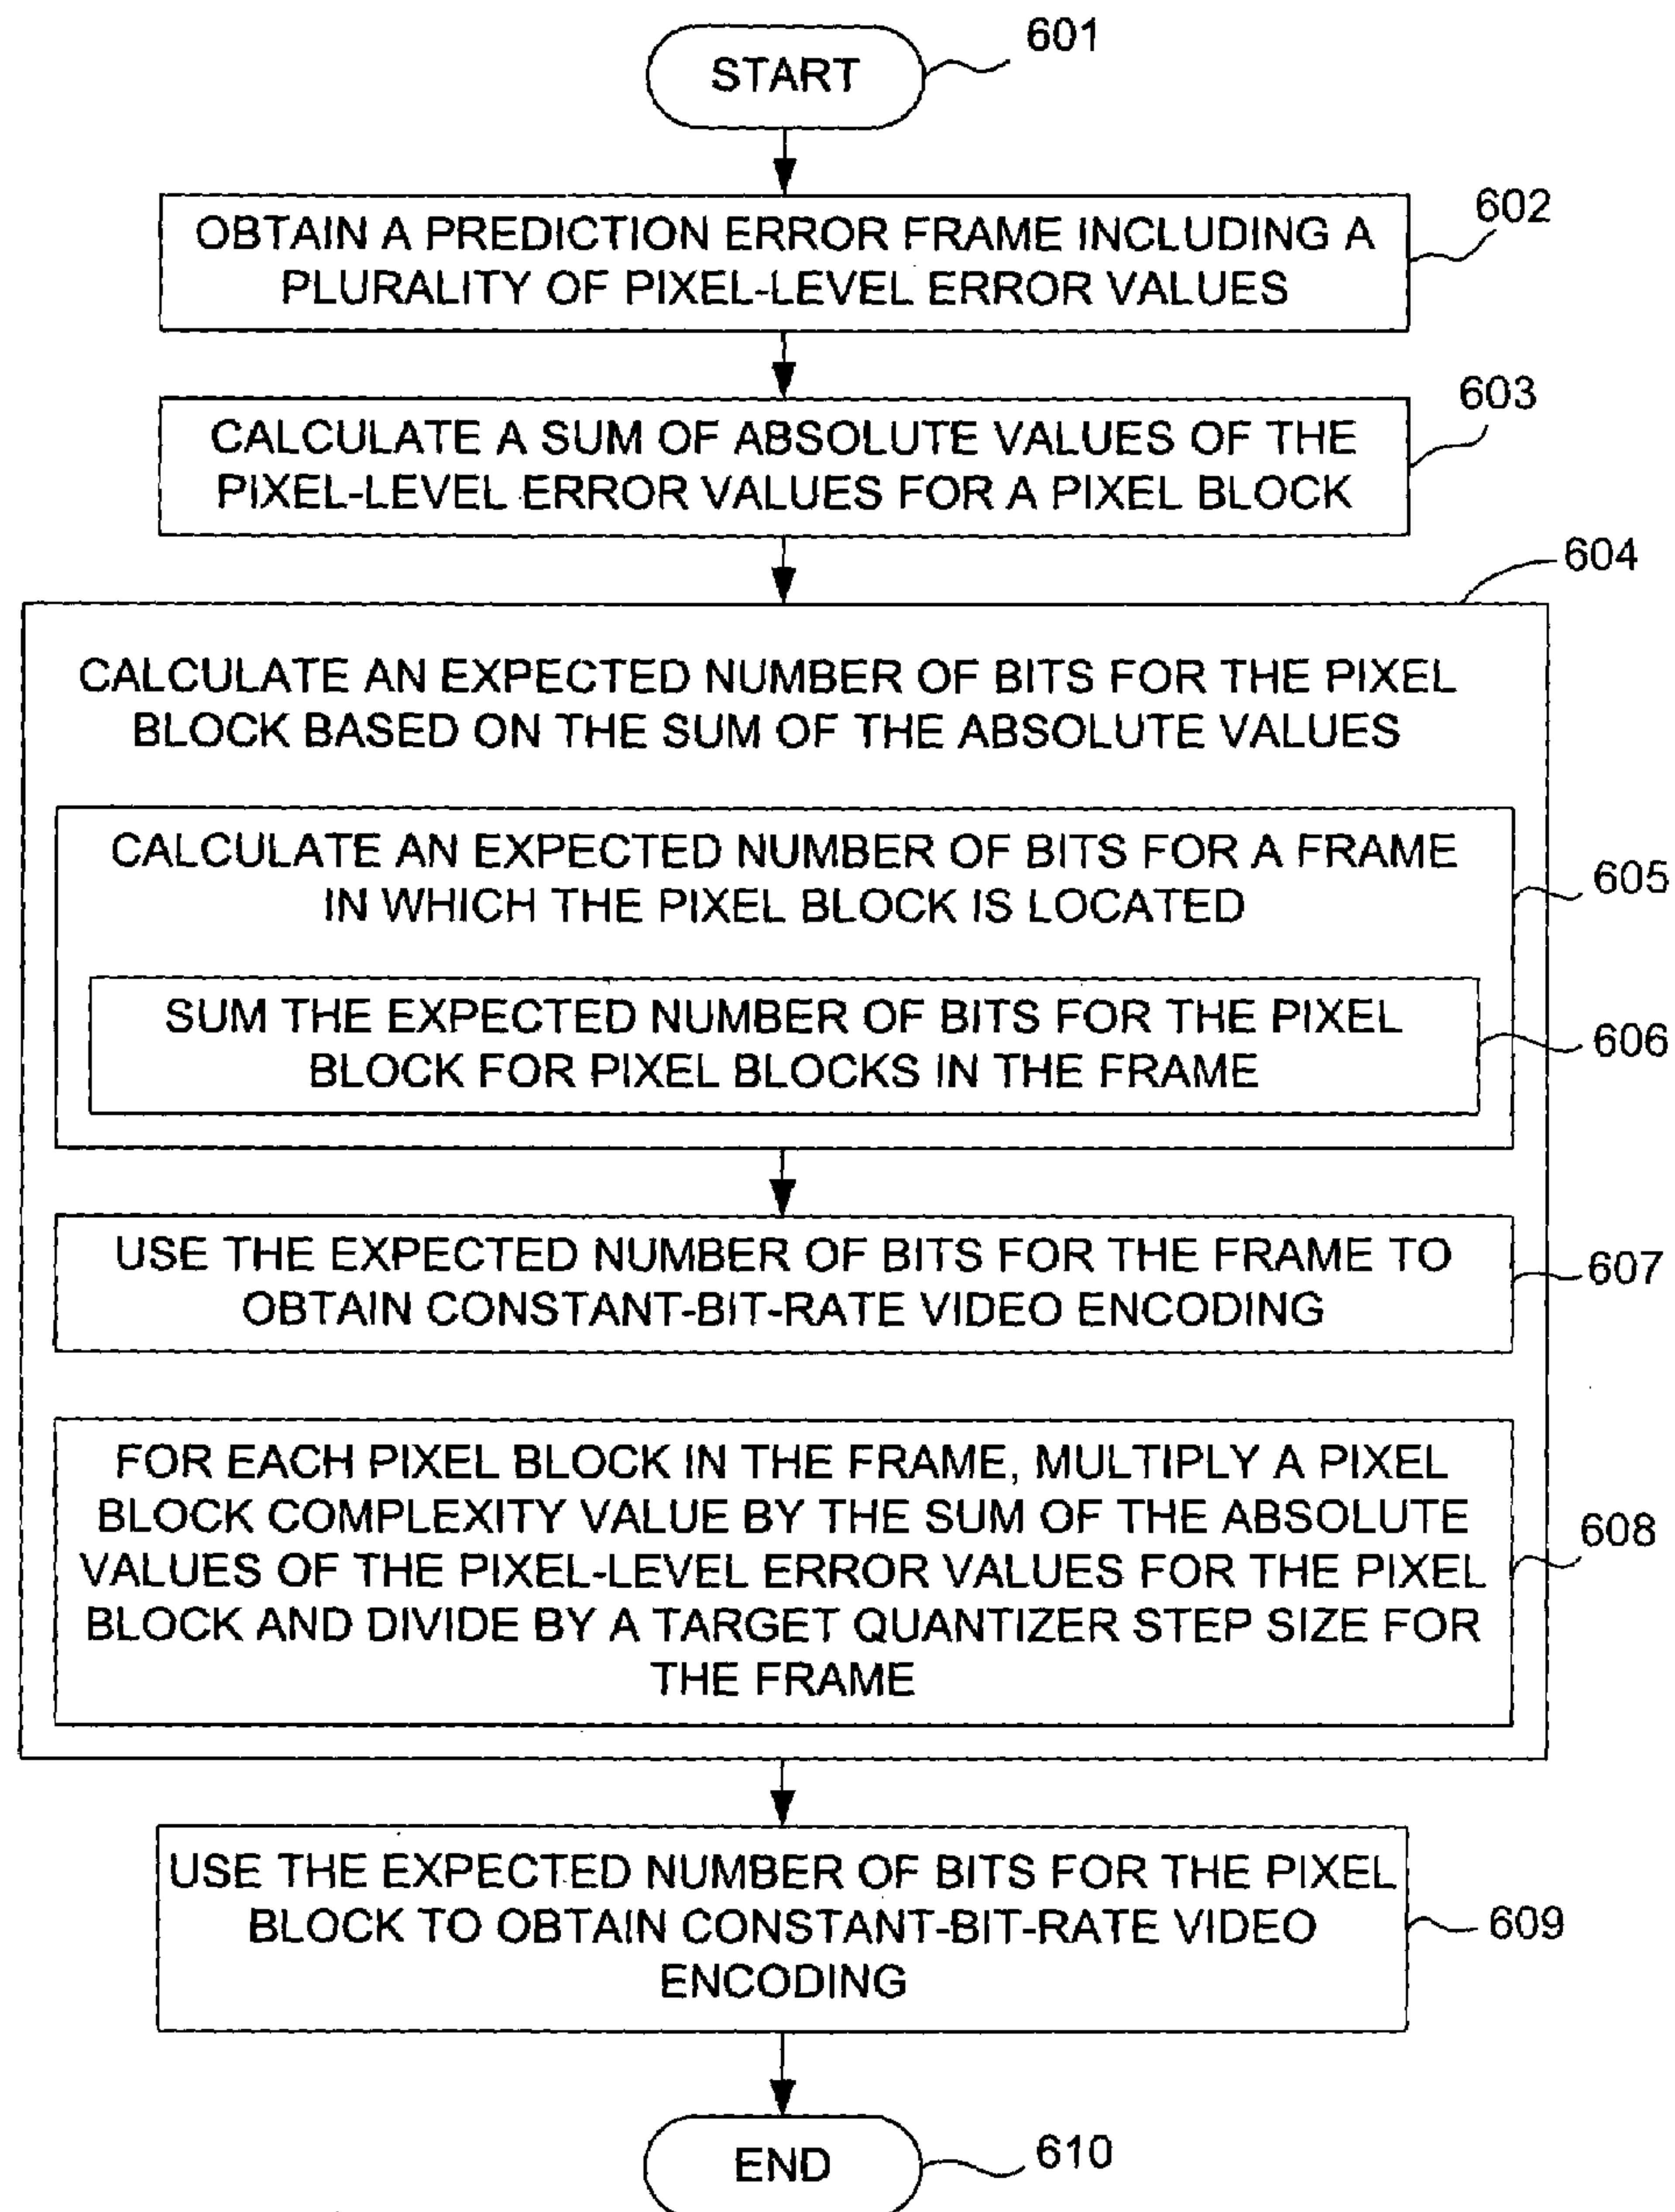 START
601
OBTAIN A PREDICTION ERROR FRAME INCLUDING A
PLURALITY OF PIXEL-LEVEL ERROR VALUES
602
CALCULATE A SUM OF ABSOLUTE VALUES OF THE
PIXEL-LEVEL ERROR VALUES FOR A PIXEL BLOCK
603
604
CALCULATE AN EXPECTED NUMBER OF BITS FOR THE PIXEL
BLOCK BASED ON THE SUM OF THE ABSOLUTE VALUES
CALCULATE AN EXPECTED NUMBER OF BITS FOR A FRAME
IN WHICH THE PIXEL BLOCK IS LOCATED
605
SUM THE EXPECTED NUMBER OF BITS FOR THE PIXEL
BLOCK FOR PIXEL BLOCKS IN THE FRAME
606
USE THE EXPECTED NUMBER OF BITS FOR THE FRAME TO
OBTAIN CONSTANT-BIT-RATE VIDEO ENCODING
607
FOR EACH PIXEL BLOCK IN THE FRAME, MULTIPLY A PIXEL
BLOCK COMPLEXITY VALUE BY THE SUM OF THE ABSOLUTE
VALUES OF THE PIXEL-LEVEL ERROR VALUES FOR THE PIXEL
BLOCK AND DIVIDE BY A TARGET QUANTIZER STEP SIZE FOR
THE FRAME
608
USE THE EXPECTED NUMBER OF BITS FOR THE PIXEL
BLOCK TO OBTAIN CONSTANT-BIT-RATE VIDEO
ENCODING
609
END
610